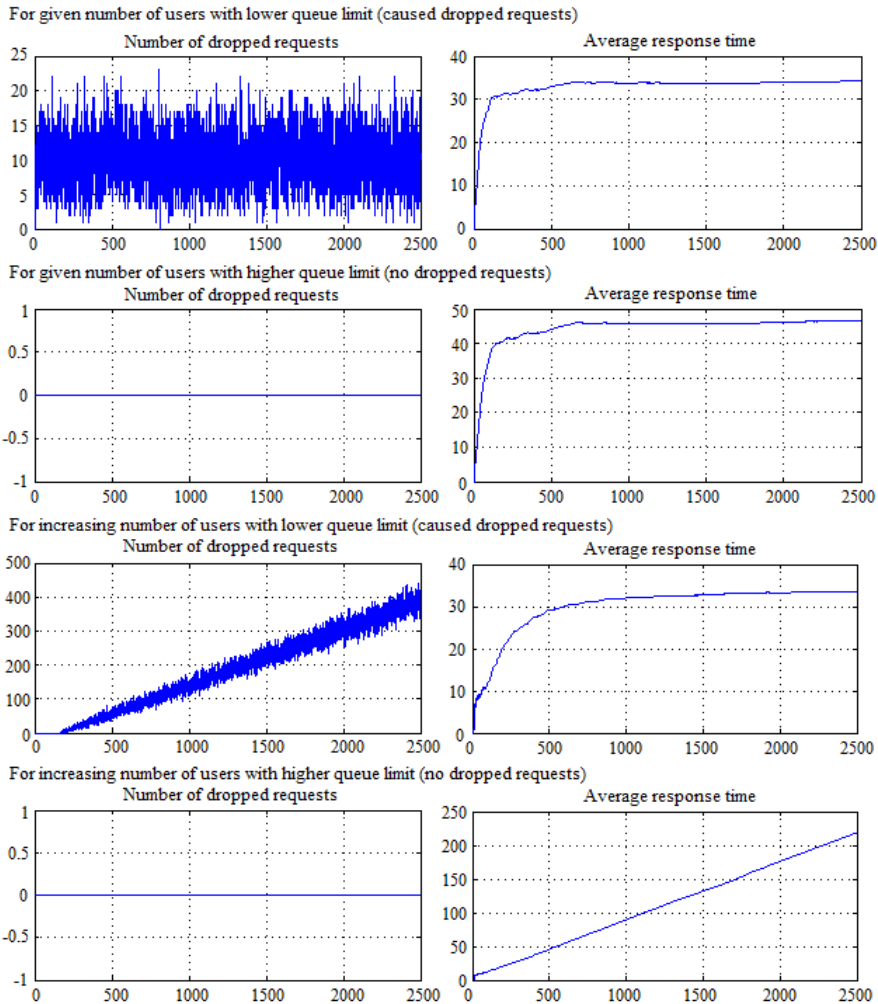 For given number of users with lower queue limit (caused dropped requests)
Number of dropped requests
Average response time
25
20
15
10
5
0
0 500 1000 1500 2000 2500
40
30
20
10
0
0 500 1000 1500 2000 2500
For given number of users with higher queue limit (no dropped requests)
Number of dropped requests
Average response time
1
0.5
0
-0.5
-1
0 500 1000 1500 2000 2500
50
40
30
20
10
0
0 500 1000 1500 2000 2500
For increasing number of users with lower queue limit (caused dropped requests)
Number of dropped requests
Average response time
500
400
300
200
100
0
0 500 1000 1500 2000 2500
40
30
20
10
0
0 500 1000 1500 2000 2500
For increasing number of users with higher queue limit (no dropped requests)
Number of dropped requests
Average response time
1
0.5
0
-0.5
-1
0 500 1000 1500 2000 2500
250
200
150
100
50
0
0 500 1000 1500 2000 2500